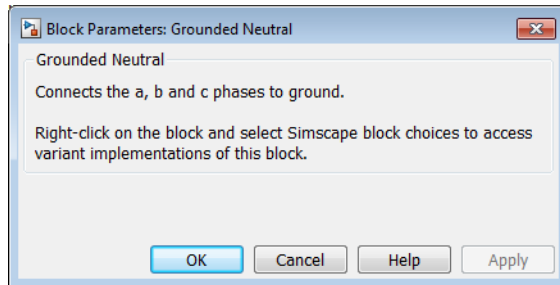 Block Parameters: Grounded Neutral
Grounded Neutral
Connects the a, b and c phases to ground.
Right-click on the block and select Simscape block choices to access
variant implementations of this block.
OK Cancel Help Apply